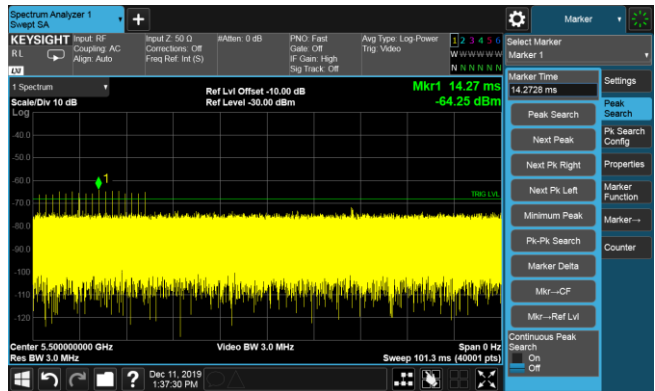 Spectrum Analyzer 1
Swept SA
Marker
KEYSIGHT
RL
LXI
Input: RF
Coupling: AC
Align: Auto
Input Z: 50 Ω
Corrections: Off
Freq Ref: Int (S)
#Atten: 0 dB
PNO: Fast
Gate: Off
IF Gain: High
Sig Track: Off
Avg Type: Log-Power
Trig: Video
1 2 3 4 5 6
W W W W W W
N N N N N N
Select Marker
Marker 1
1 Spectrum
Scale/Div 10 dB
Log
Ref Lvl Offset -10.00 dB
Ref Level -30.00 dBm
Mkr1 14.27 ms
-64.25 dBm
-40.0
-50.0
-60.0
-70.0
-80.0
-90.0
-100
-110
-120
1
TRIG LVL
Center 5.500000000 GHz
Res BW 3.0 MHz
Video BW 3.0 MHz
Span 0 Hz
Sweep 101.3 ms (40001 pts)
Marker Time
14.2728 ms
Peak Search
Next Peak
Next Pk Right
Next Pk Left
Minimum Peak
Pk-Pk Search
Marker Delta
Mkr→CF
Mkr→Ref Lvl
Continuous Peak
Search
On
Off
Settings
Peak
Search
Pk Search
Config
Properties
Marker
Function
Marker→
Counter
?
Dec 11, 2019
1:37:30 PM